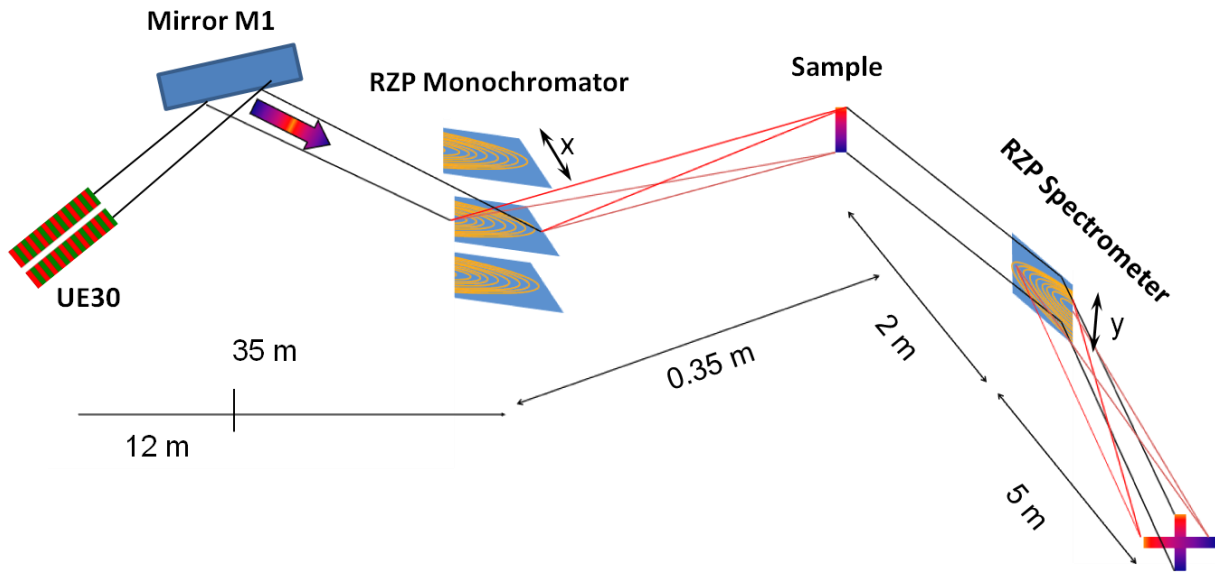 Mirror M1
RZP Monochromator
Sample
x
RZP Spectrometer
UE30
y
35 m
2 m
0.35 m
12 m
5 m